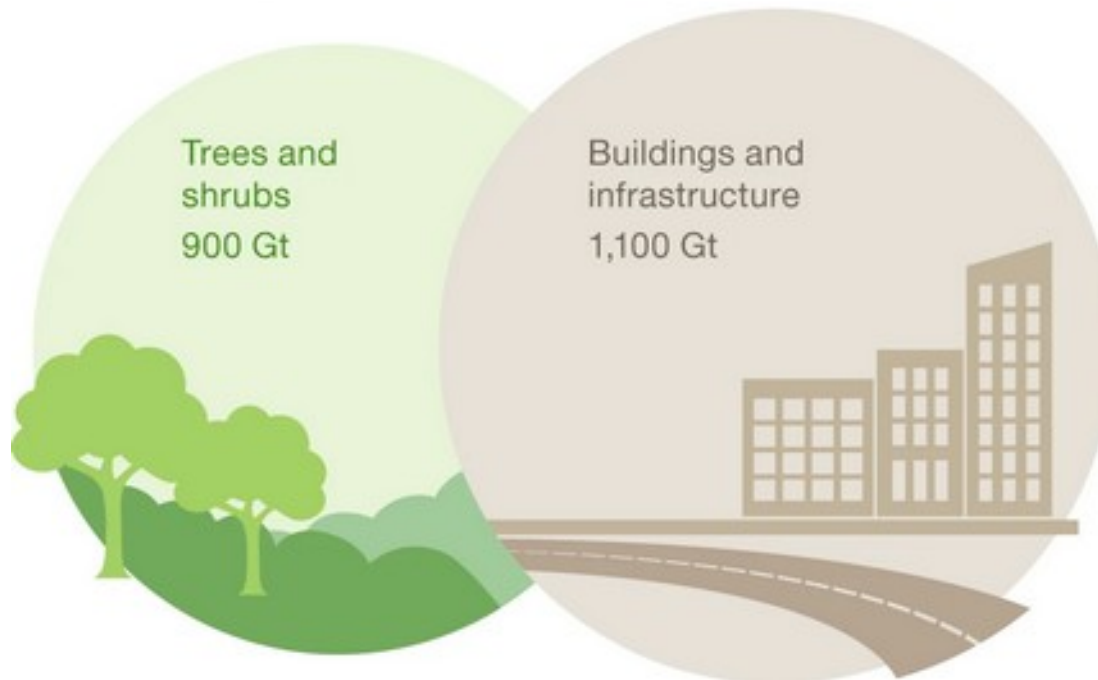 Trees and
shrubs
900 Gt
Buildings and
infrastructure
1,100 Gt